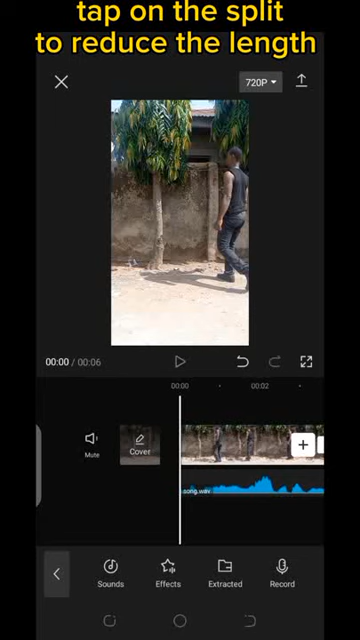 tap on the split
to reduce the length
720P
00:00 / 00:06
00:00
00:02
Mute
Cover
song.wav
Sounds
Effects
Extracted
Record